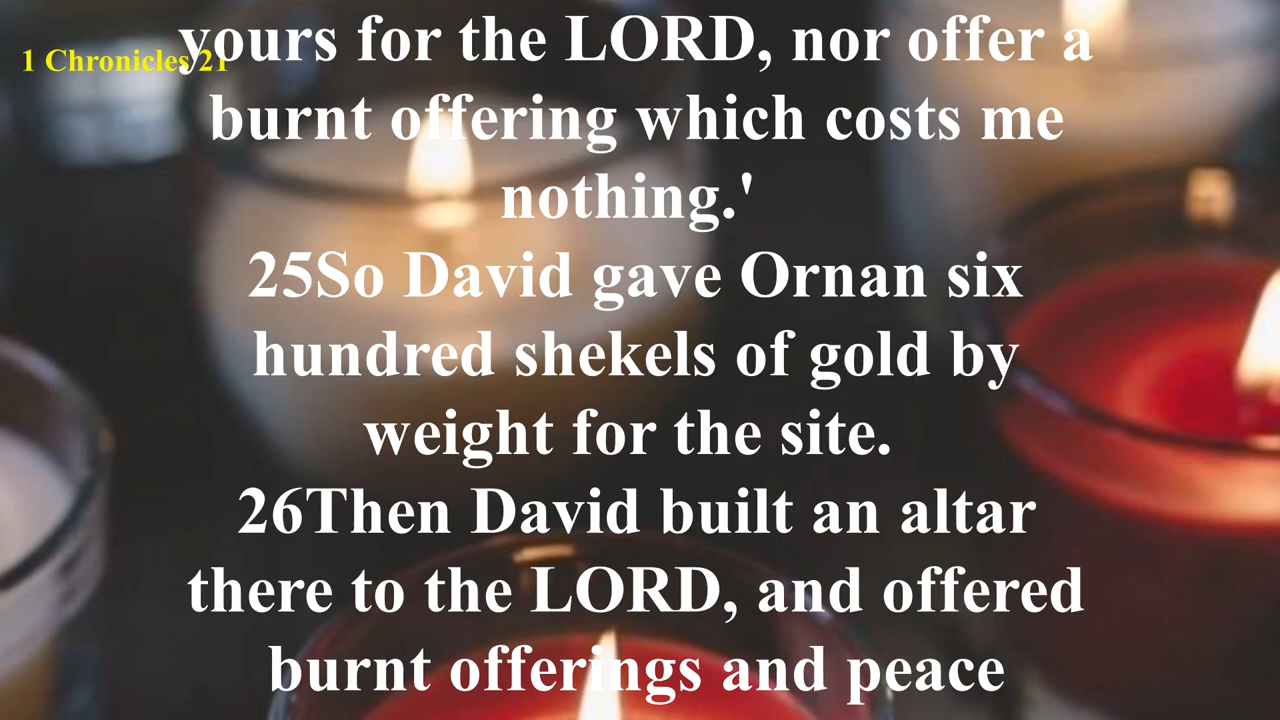 1 Chronicles 21
yours for the LORD, nor offer a
burnt offering which costs me
nothing.'
25So David gave Ornan six
hundred shekels of gold by
weight for the site.
26Then David built an altar
there to the LORD, and offered
burnt offerings and peace